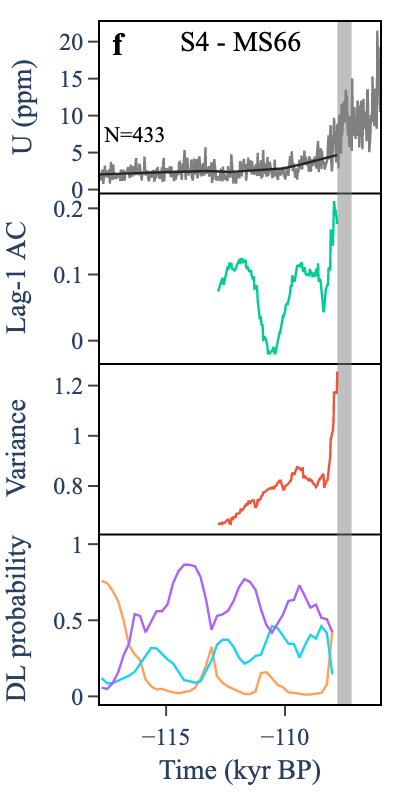 f S4 - MS66
U (ppm)
20
15
10
5
0
N=433
Lag-1 AC
0.2
0.1
0
Variance
1.2
1
0.8
DL probability
1
0.5
0
−115 −110
Time (kyr BP)